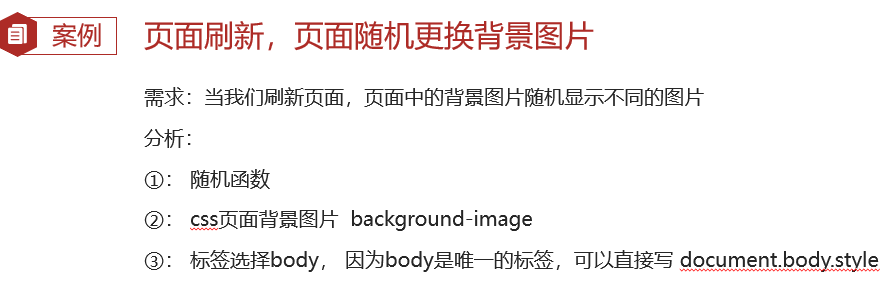 案例
页面刷新，页面随机更换背景图片
需求：当我们刷新页面，页面中的背景图片随机显示不同的图片
分析：
①： 随机函数
②： css页面背景图片 background-image
③： 标签选择body， 因为body是唯一的标签，可以直接写 document.body.style